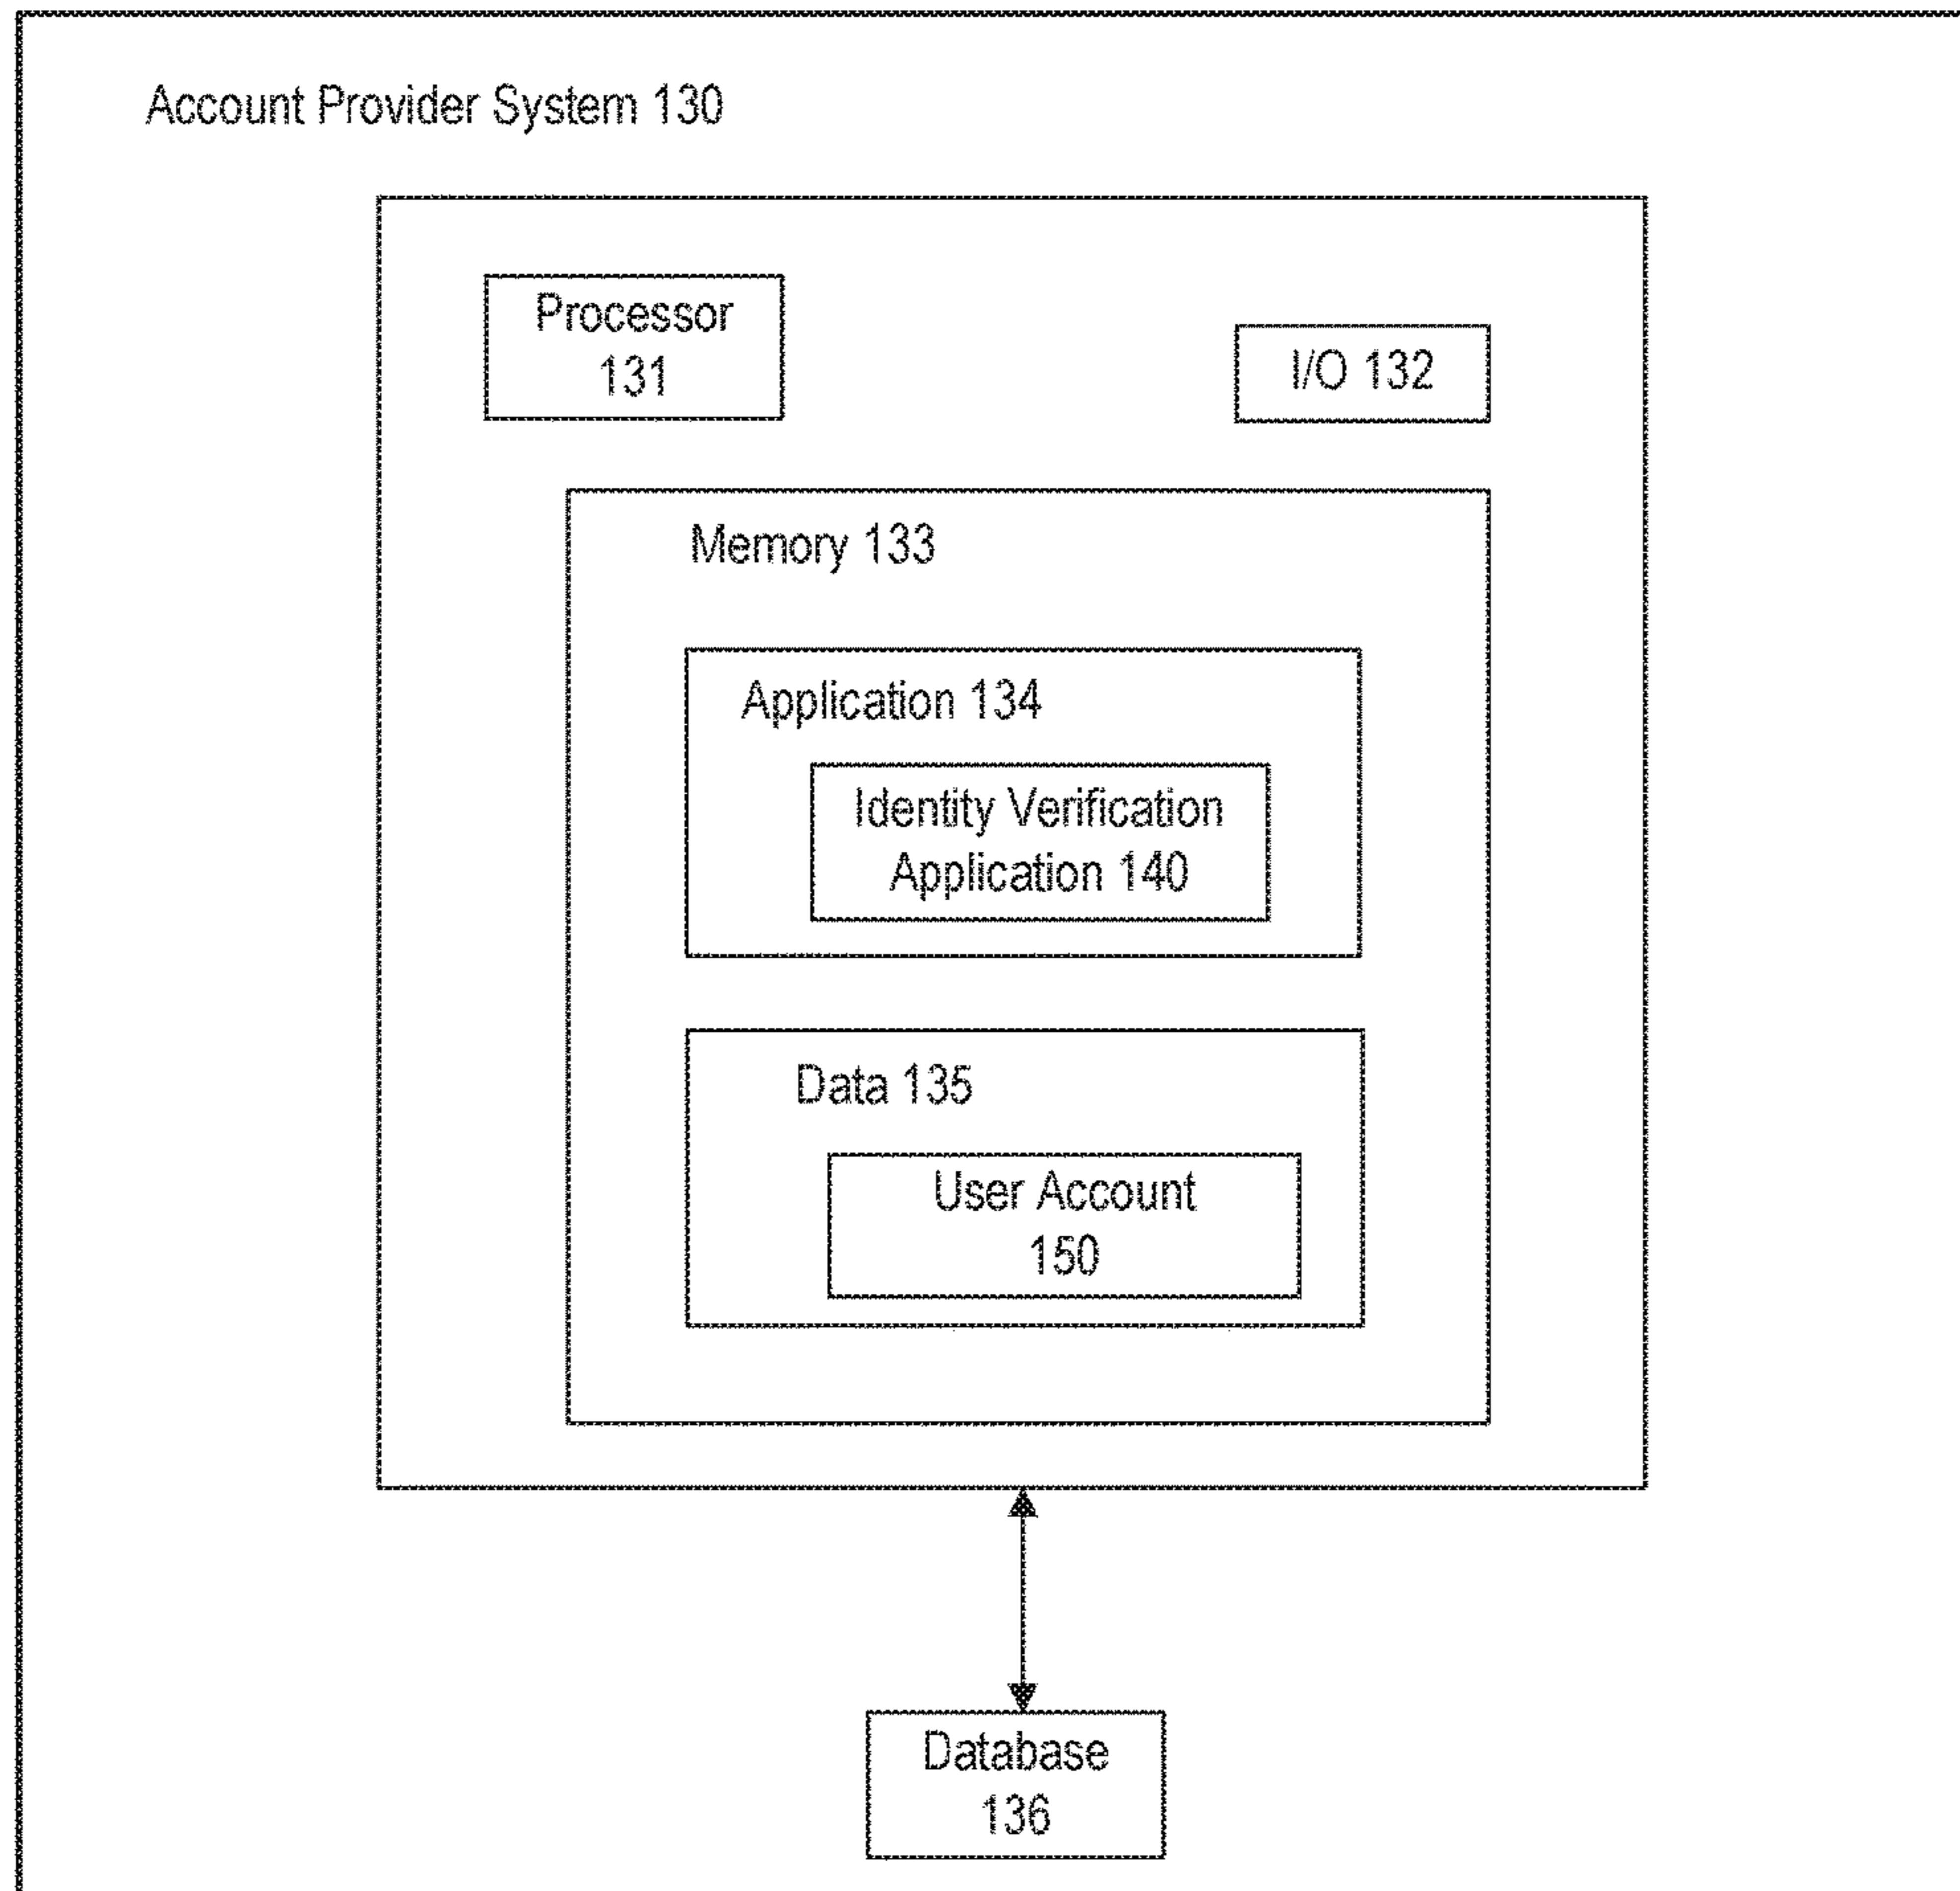 Account Provider System 130
Processor
131
I/O 132
Memory 133
Application 134
Identity Verification
Application 140
Data 135
User Account
150
Database
136